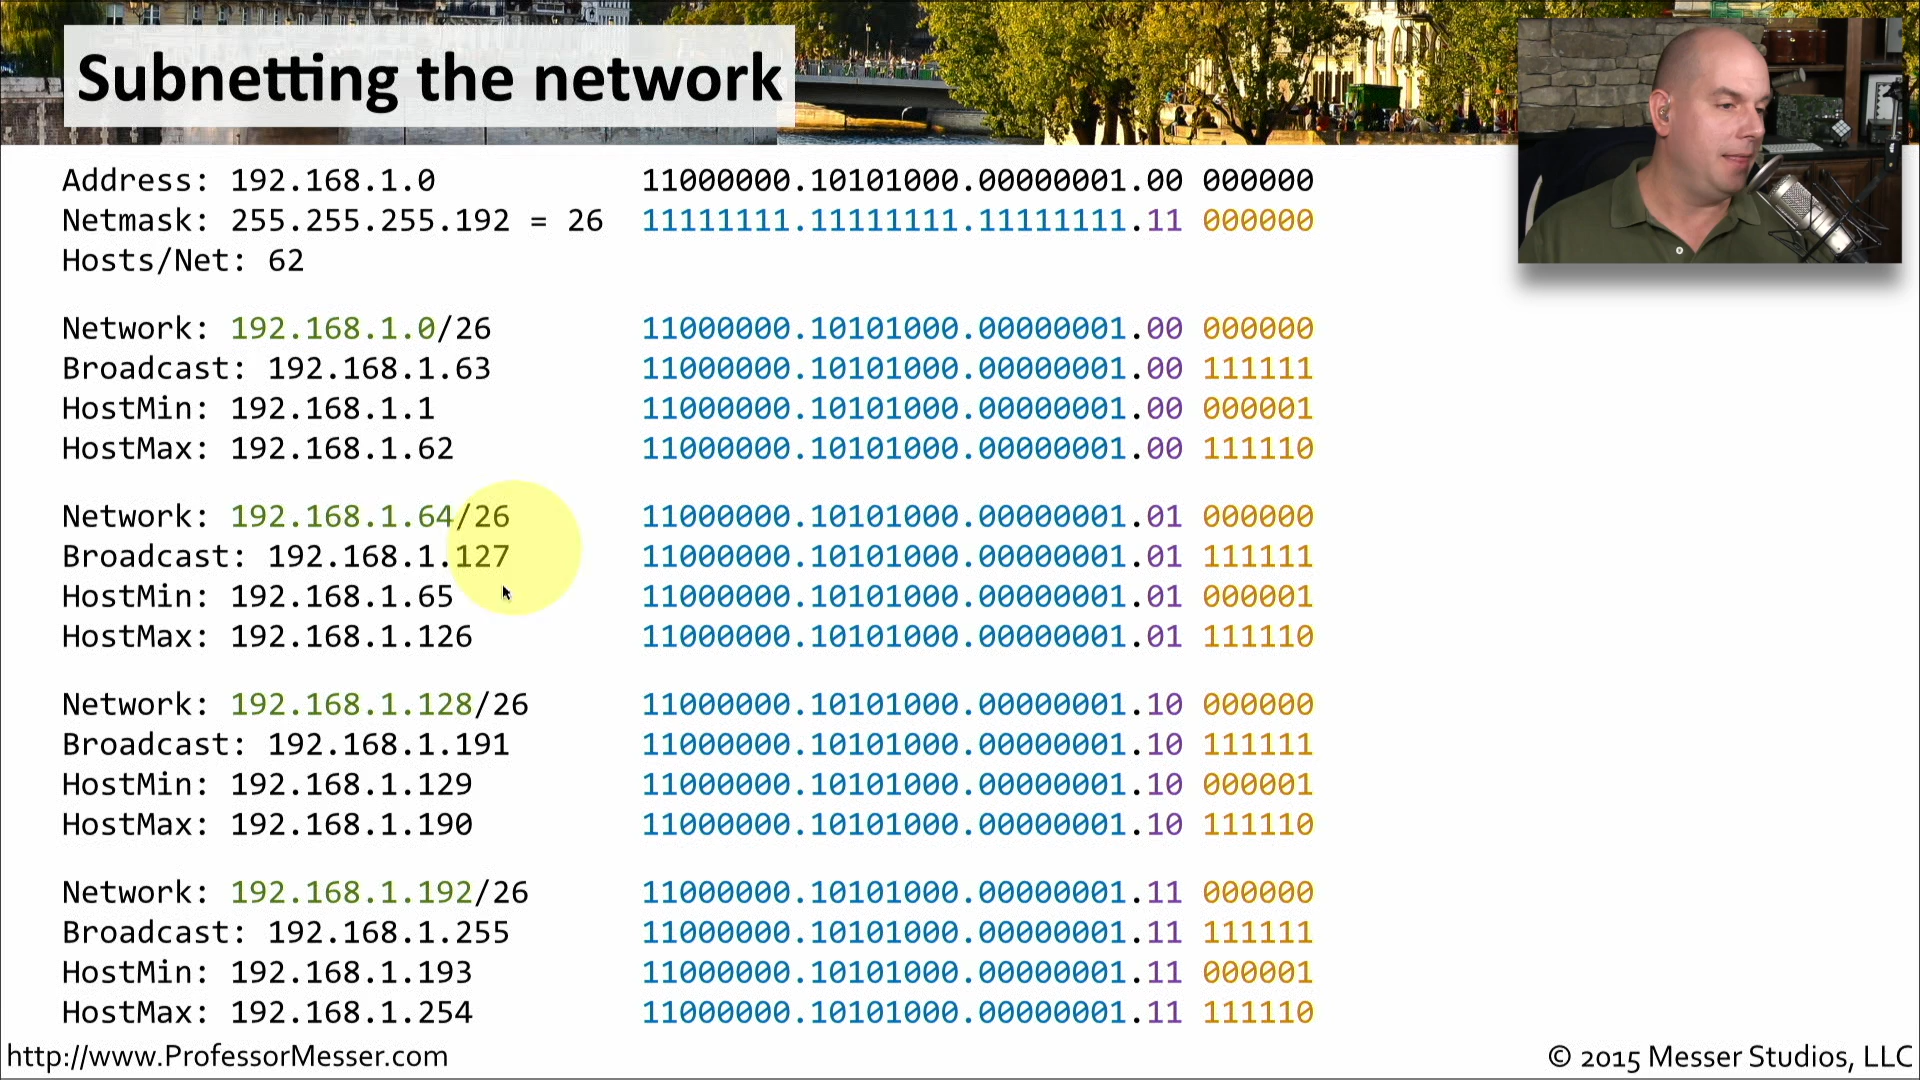 Subnetting the network
Address: 192.168.1.0 11000000.10101000.00000001.00 000000
Netmask: 255.255.255.192 = 26 11111111.11111111.11111111.11 000000
Hosts/Net: 62
Network: 192.168.1.0/26 11000000.10101000.00000001.00 000000
Broadcast: 192.168.1.63 11000000.10101000.00000001.00 111111
HostMin: 192.168.1.1 11000000.10101000.00000001.00 000001
HostMax: 192.168.1.62 11000000.10101000.00000001.00 111110
Network: 192.168.1.64/26 11000000.10101000.00000001.01 000000
Broadcast: 192.168.1.127 11000000.10101000.00000001.01 111111
HostMin: 192.168.1.65 11000000.10101000.00000001.01 000001
HostMax: 192.168.1.126 11000000.10101000.00000001.01 111110
Network: 192.168.1.128/26 11000000.10101000.00000001.10 000000
Broadcast: 192.168.1.191 11000000.10101000.00000001.10 111111
HostMin: 192.168.1.129 11000000.10101000.00000001.10 000001
HostMax: 192.168.1.190 11000000.10101000.00000001.10 111110
Network: 192.168.1.192/26 11000000.10101000.00000001.11 000000
Broadcast: 192.168.1.255 11000000.10101000.00000001.11 111111
HostMin: 192.168.1.193 11000000.10101000.00000001.11 000001
HostMax: 192.168.1.254 11000000.10101000.00000001.11 111110
http://www.ProfessorMesser.com © 2015 Messer Studios, LLC